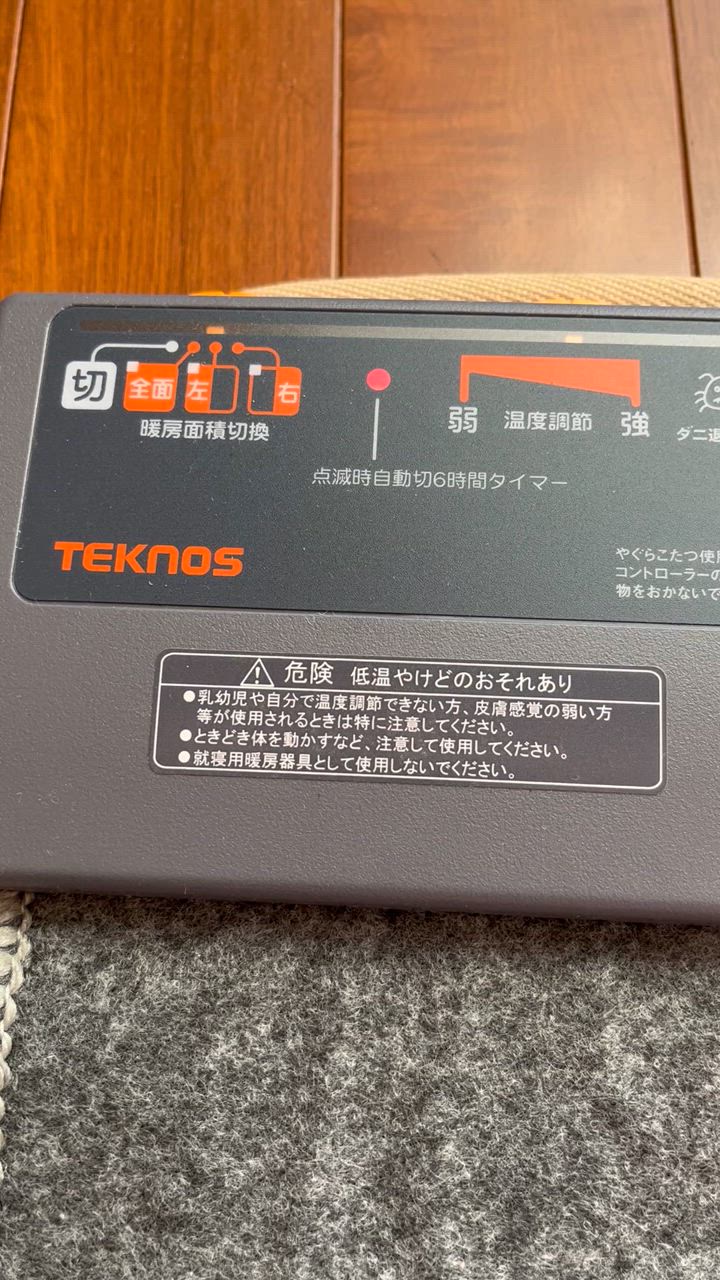 切 全面 左 右
暖房面積切換
弱 温度調節 強
ダニ退
点滅時自動切6時間タイマー
TEKNOS
やぐらこたつ使用
コントローラーの
物をおかないで
危険 低温やけどのおそれあり
●乳幼児や自分で温度調節できない方、皮膚感覚の弱い方
等が使用されるときは特に注意してください。
●ときどき体を動かすなど、注意して使用してください。
●就寝用暖房器具として使用しないでください。